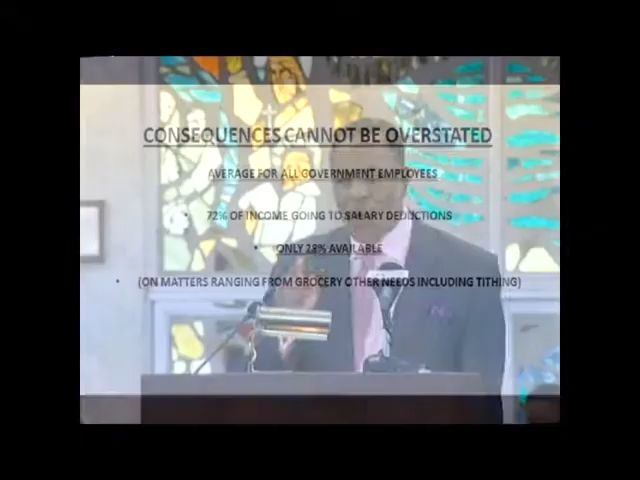 CONSEQUENCES CANNOT BE OVERSTATED
AVERAGE FOR ALL GOVERNMENT EMPLOYEES
• 72% OF INCOME GOING TO SALARY DEDUCTIONS
• ONLY 28% AVAILABLE
• (ON MATTERS RANGING FROM GROCERY OTHER NEEDS INCLUDING TITHING)